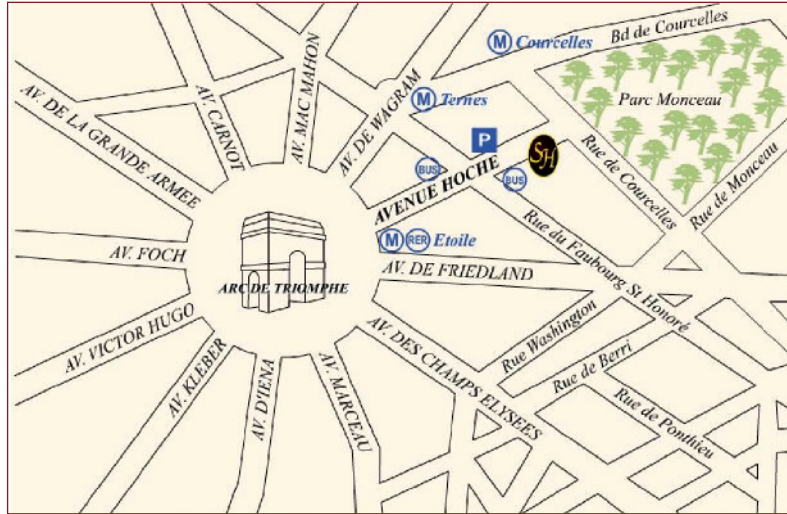 Bd de Courcelles
M Courcelles
Parc Monceau
AV. MAC MAHON
AV. DE WAGRAM
M Ternes
AV. CARNOT
AV. DE LA GRANDE ARMEE
P
SH
BUS
BUS
AVENUE HOCHE
Rue de Courcelles
Rue de Monceau
Rue du Faubourg St Honoré
M RER Etoile
AV. FOCH
AV. DE FRIEDLAND
ARC DE TRIOMPHE
AV. VICTOR HUGO
AV. DES CHAMPS ELYSEES
Rue Washington
Rue de Berri
Rue de Ponthieu
AV. KLEBER
AV. D'IENA
AV. MARCEAU